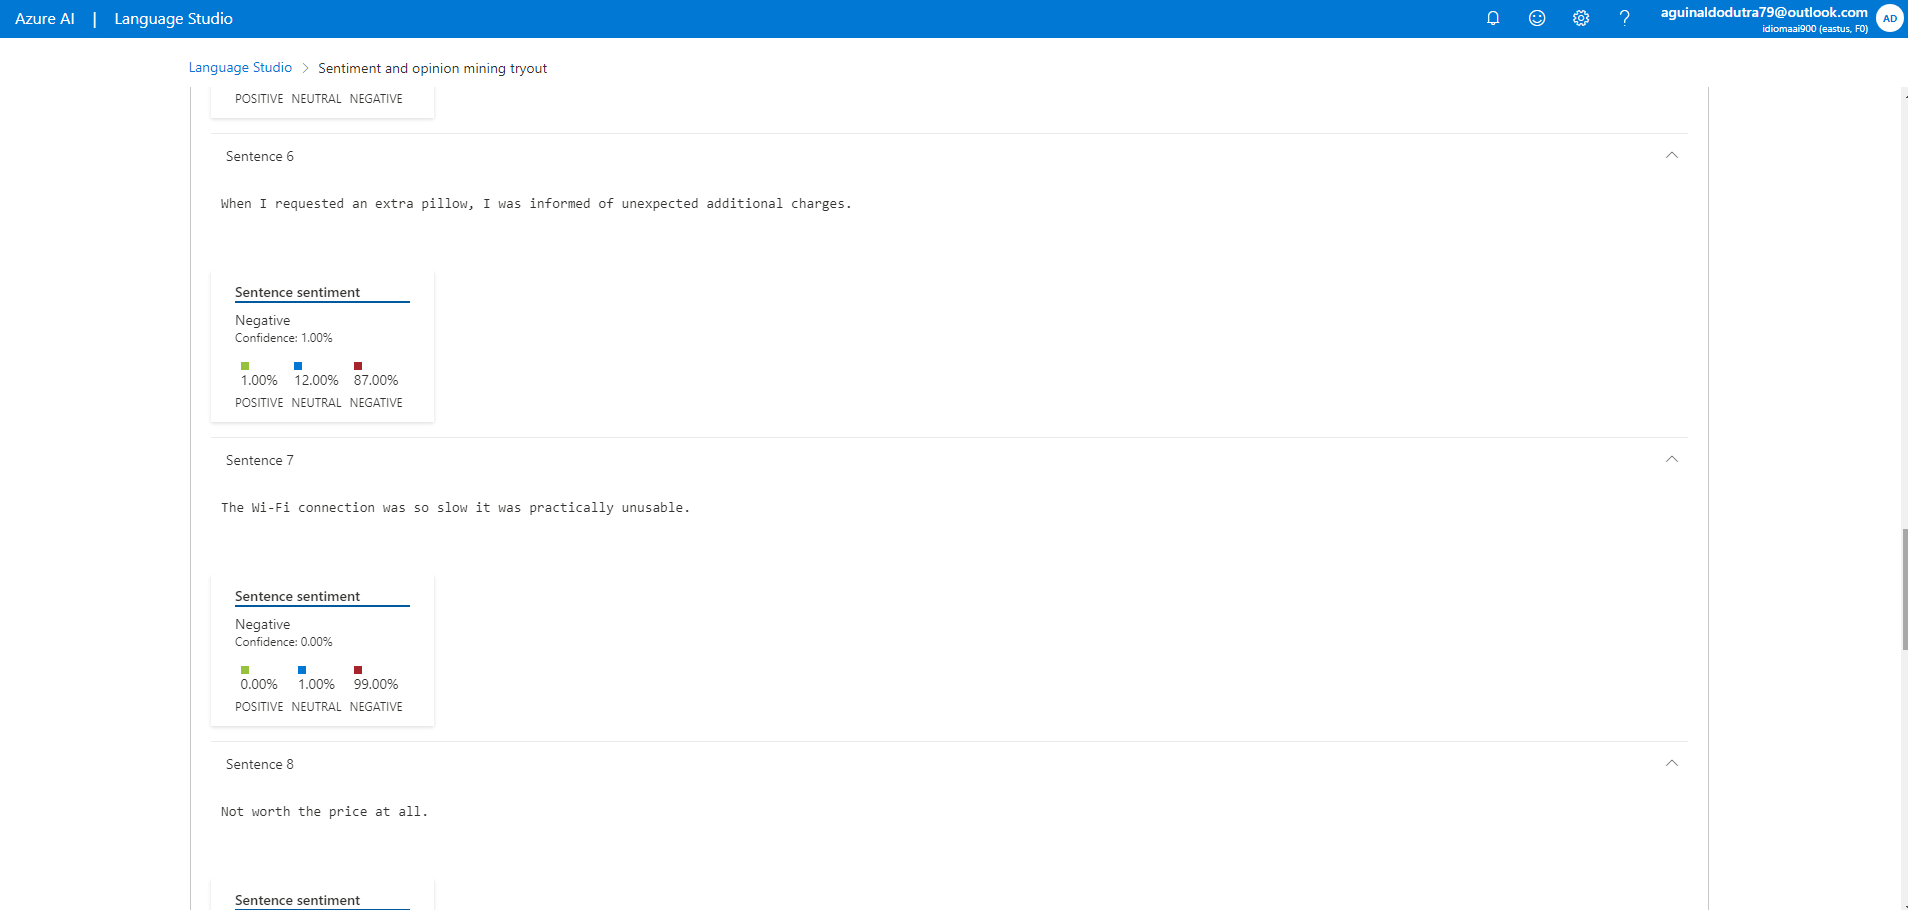 Azure AI | Language Studio
aguinaldodutra79@outlook.com
idiomaai900 (eastus, F0)
AD
Language Studio > Sentiment and opinion mining tryout
POSITIVE NEUTRAL NEGATIVE
Sentence 6
When I requested an extra pillow, I was informed of unexpected additional charges.
Sentence sentiment
Negative
Confidence: 1.00%
1.00% 12.00% 87.00%
POSITIVE NEUTRAL NEGATIVE
Sentence 7
The Wi-Fi connection was so slow it was practically unusable.
Sentence sentiment
Negative
Confidence: 0.00%
0.00% 1.00% 99.00%
POSITIVE NEUTRAL NEGATIVE
Sentence 8
Not worth the price at all.
Sentence sentiment